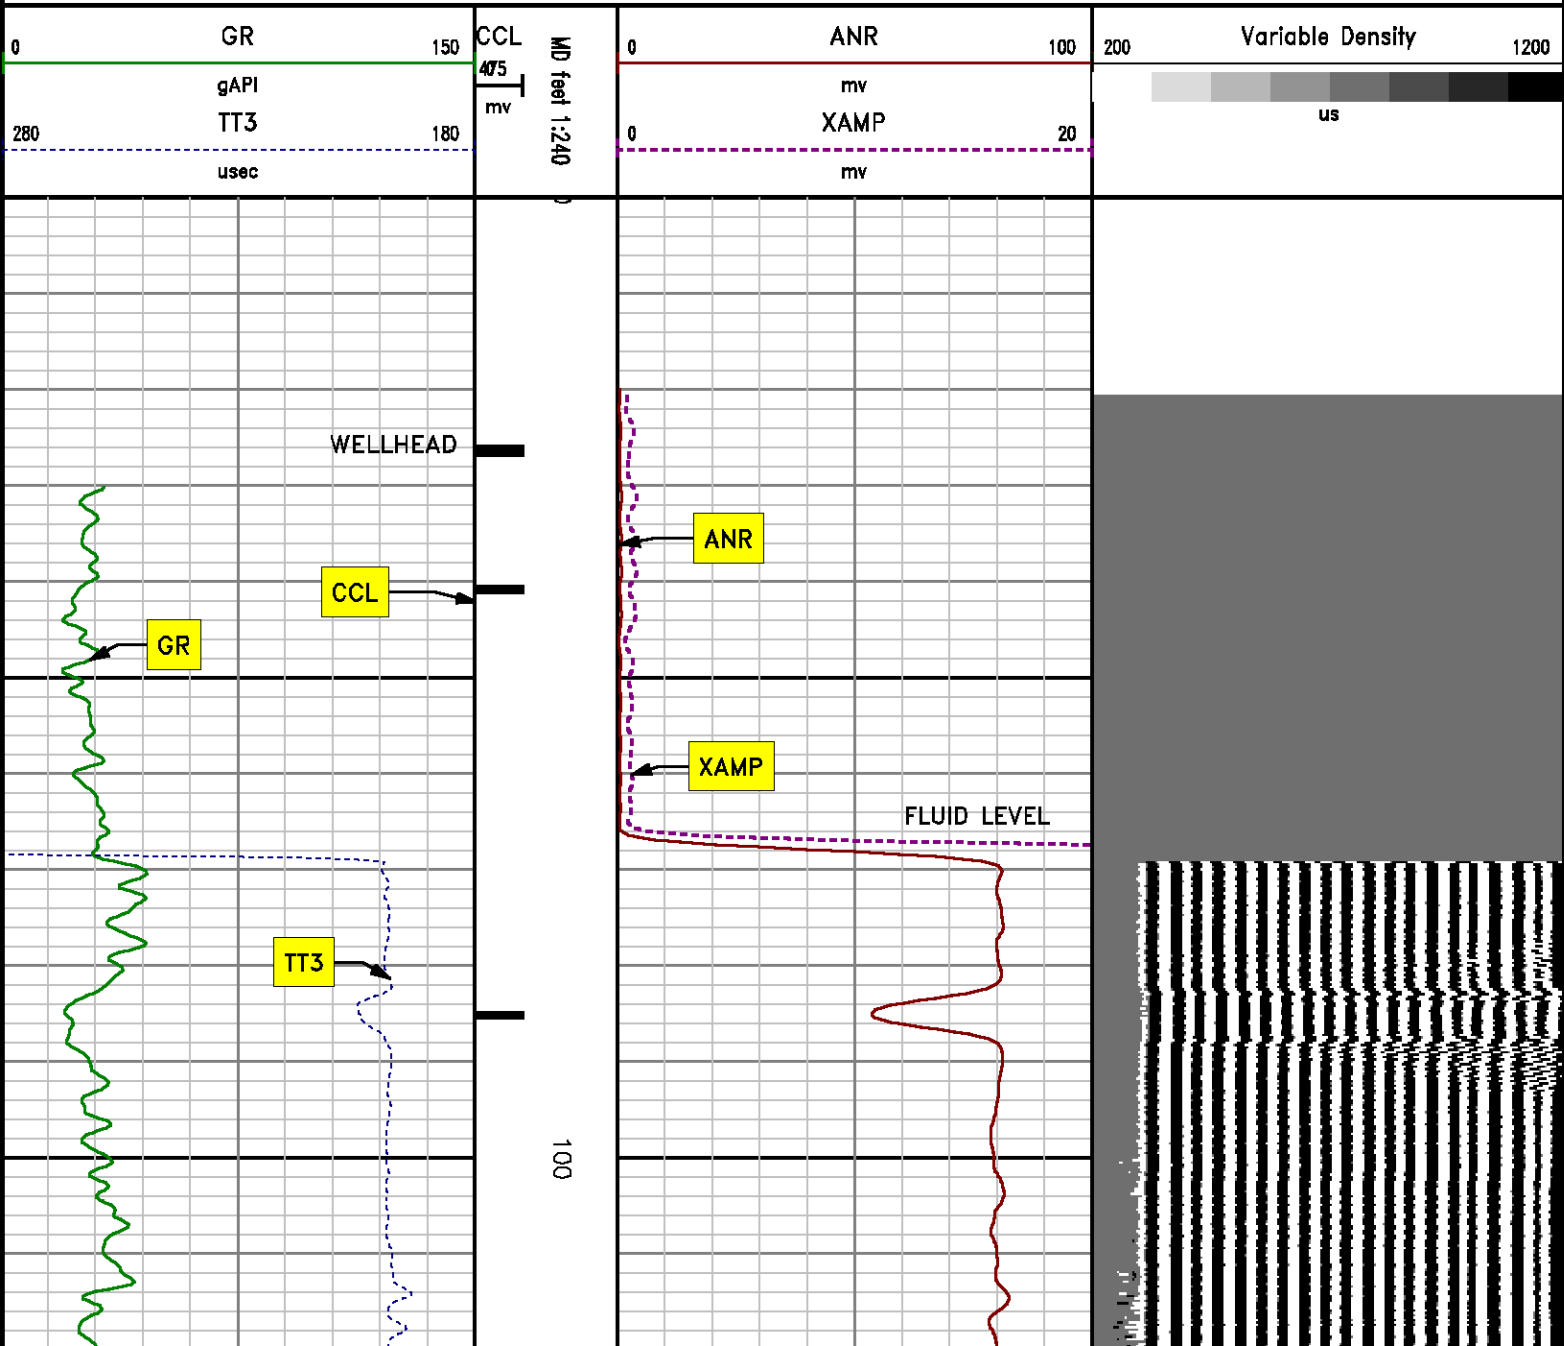 GR
0 150
gAPI
TT3
280 180
usec
CCL
mv
MD feet 1:240
0
ANR
0 100
mv
XAMP
0 20
mv
Variable Density
200 1200
us
WELLHEAD
ANR
CCL
GR
XAMP
FLUID LEVEL
TT3
100